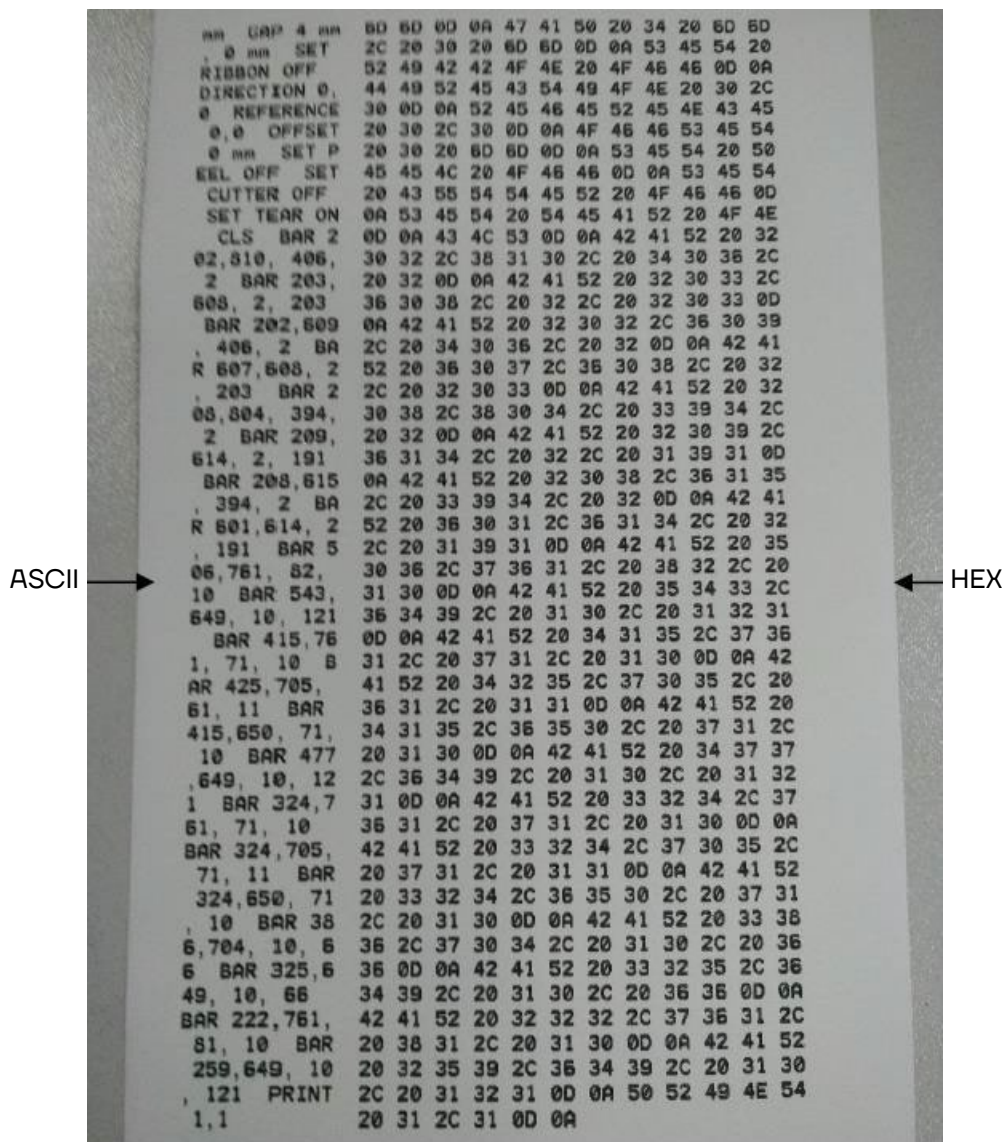 mm  GAP 4 mm  6D 6D 0D 0A 47 41 50 20 34 20 6D 6D
, 0 mm  SET  2C 20 30 20 6D 6D 0D 0A 53 45 54 20
RIBBON OFF  52 49 42 42 4F 4E 20 4F 46 46 0D 0A
DIRECTION 0,  44 49 52 45 43 54 49 4F 4E 20 30 2C
0  REFERENCE  30 0D 0A 52 45 46 45 52 45 4E 43 45
0,0  OFFSET  20 30 2C 30 0D 0A 4F 46 46 53 45 54
0 mm  SET P  20 30 20 6D 6D 0D 0A 53 45 54 20 50
EEL OFF  SET  45 45 4C 20 4F 46 46 0D 0A 53 45 54
CUTTER OFF  20 43 55 54 54 45 52 20 4F 46 46 0D
SET TEAR ON  0A 53 45 54 20 54 45 41 52 20 4F 4E
CLS  BAR 2  0D 0A 43 4C 53 0D 0A 42 41 52 20 32
02,810, 406,  30 32 2C 38 31 30 2C 20 34 30 36 2C
2  BAR 203,  20 32 0D 0A 42 41 52 20 32 30 33 2C
608, 2, 203  36 30 38 2C 20 32 2C 20 32 30 33 0D
BAR 202,609  0A 42 41 52 20 32 30 32 2C 36 30 39
, 406, 2  BA  2C 20 34 30 36 2C 20 32 0D 0A 42 41
R 607,608, 2  52 20 36 30 37 2C 36 30 38 2C 20 32
, 203  BAR 2  2C 20 32 30 33 0D 0A 42 41 52 20 32
08,804, 394,  30 38 2C 38 30 34 2C 20 33 39 34 2C
2  BAR 209,  20 32 0D 0A 42 41 52 20 32 30 39 2C
614, 2, 191  36 31 34 2C 20 32 2C 20 31 39 31 0D
BAR 208,615  0A 42 41 52 20 32 30 38 2C 36 31 35
, 394, 2  BA  2C 20 33 39 34 2C 20 32 0D 0A 42 41
R 601,614, 2  52 20 36 30 31 2C 36 31 34 2C 20 32
, 191  BAR 5  2C 20 31 39 31 0D 0A 42 41 52 20 35
ASCII  06,761, 82,  30 36 2C 37 36 31 2C 20 38 32 2C 20  HEX
10  BAR 543,  31 30 0D 0A 42 41 52 20 35 34 33 2C
649, 10, 121  36 34 39 2C 20 31 30 2C 20 31 32 31
BAR 415,76  0D 0A 42 41 52 20 34 31 35 2C 37 36
1, 71, 10  B  31 2C 20 37 31 2C 20 31 30 0D 0A 42
AR 425,705,  41 52 20 34 32 35 2C 37 30 35 2C 20
61, 11  BAR  36 31 2C 20 31 31 0D 0A 42 41 52 20
415,650, 71,  34 31 35 2C 36 35 30 2C 20 37 31 2C
10  BAR 477  20 31 30 0D 0A 42 41 52 20 34 37 37
,649, 10, 12  2C 36 34 39 2C 20 31 30 2C 20 31 32
1  BAR 324,7  31 0D 0A 42 41 52 20 33 32 34 2C 37
61, 71, 10  36 31 2C 20 37 31 2C 20 31 30 0D 0A
BAR 324,705,  42 41 52 20 33 32 34 2C 37 30 35 2C
71, 11  BAR  20 37 31 2C 20 31 31 0D 0A 42 41 52
324,650, 71  20 33 32 34 2C 36 35 30 2C 20 37 31
, 10  BAR 38  2C 20 31 30 0D 0A 42 41 52 20 33 38
6,704, 10, 6  36 2C 37 30 34 2C 20 31 30 2C 20 36
6  BAR 325,6  36 0D 0A 42 41 52 20 33 32 35 2C 36
49, 10, 66  34 39 2C 20 31 30 2C 20 36 36 0D 0A
BAR 222,761,  42 41 52 20 32 32 32 2C 37 36 31 2C
81, 10  BAR  20 38 31 2C 20 31 30 0D 0A 42 41 52
259,649, 10  20 32 35 39 2C 36 34 39 2C 20 31 30
, 121  PRINT  2C 20 31 32 31 0D 0A 50 52 49 4E 54
1,1  20 31 2C 31 0D 0A